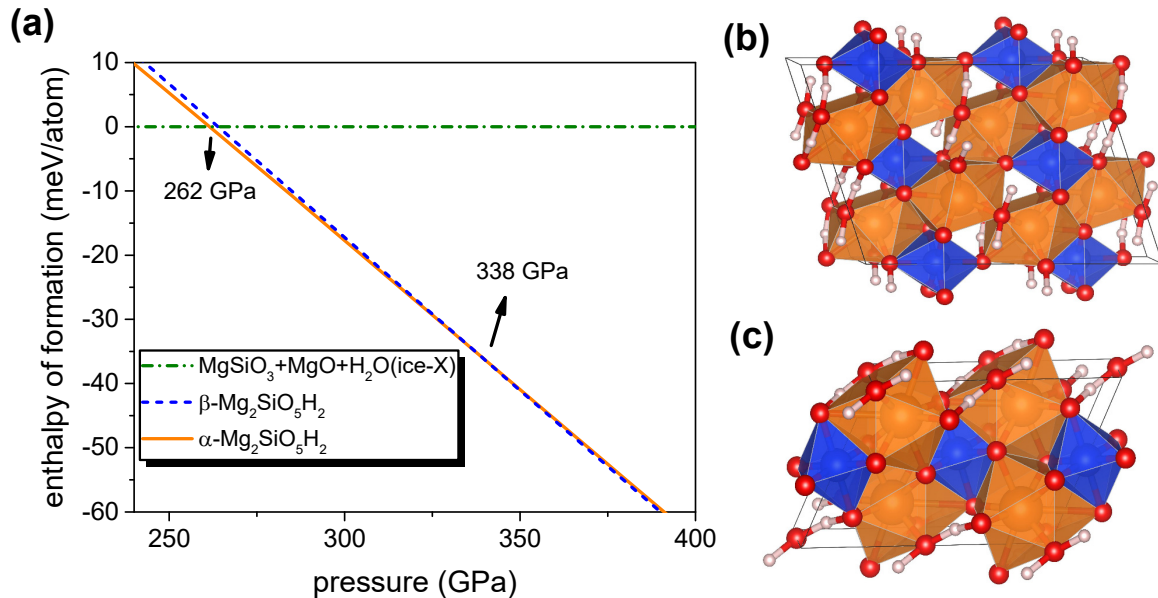 (a)
enthalpy of formation (meV/atom)
10
0
-10
-20
-30
-40
-50
-60
262 GPa
338 GPa
MgSiO₃+MgO+H₂O(ice-X)
β-Mg₂SiO₅H₂
α-Mg₂SiO₅H₂
250
300
350
400
pressure (GPa)
(b)
(c)